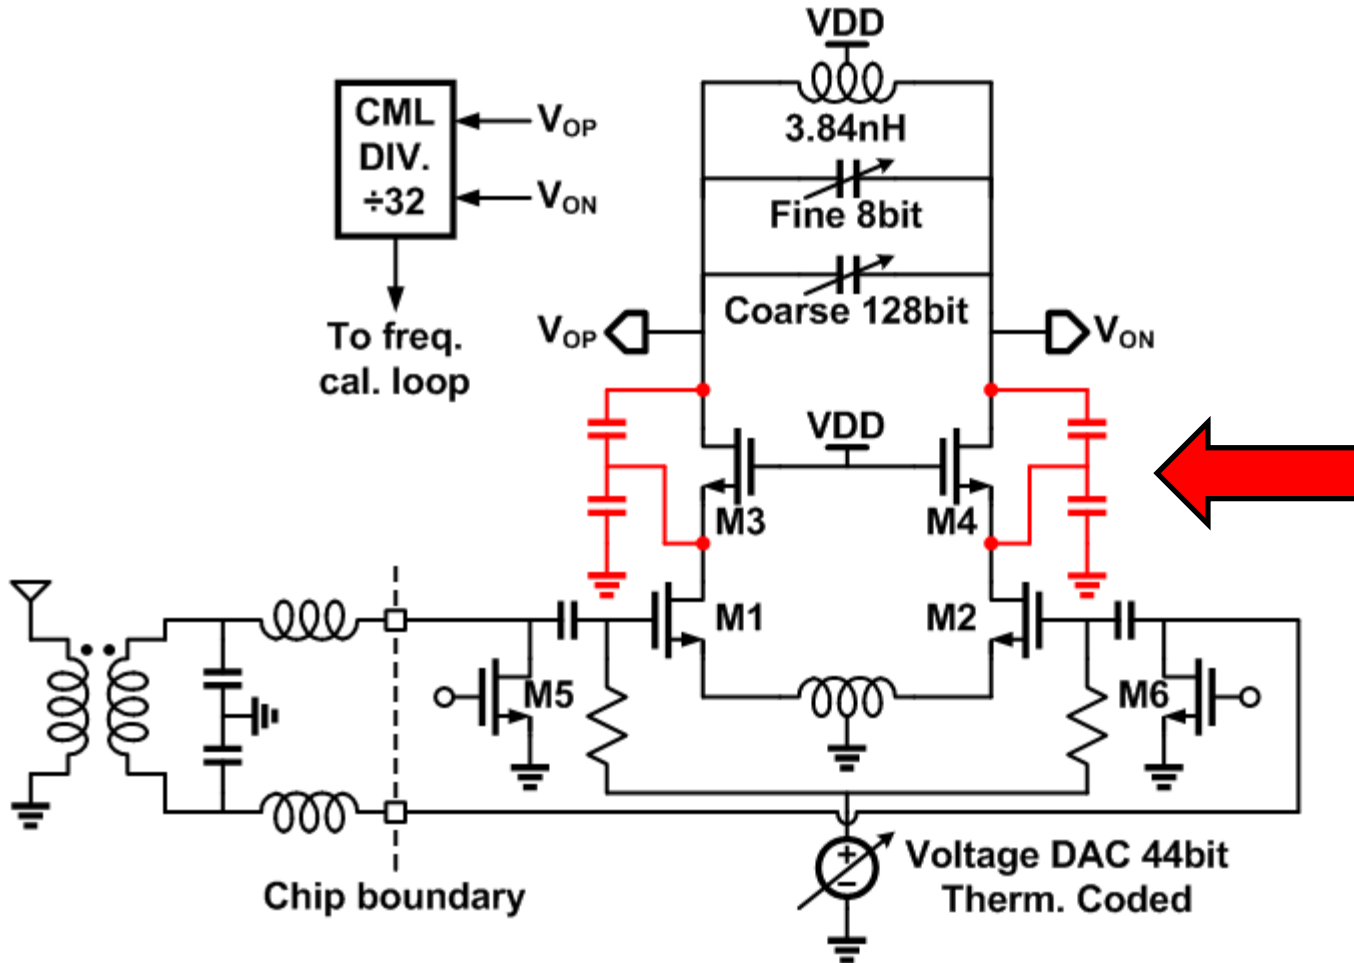 VDD
3.84nH
Fine 8bit
Coarse 128bit
CML
DIV.
÷32
VOP
VON
To freq.
cal. loop
VOP
VON
VDD
M3
M4
M1
M2
M5
M6
Chip boundary
Voltage DAC 44bit
Therm. Coded